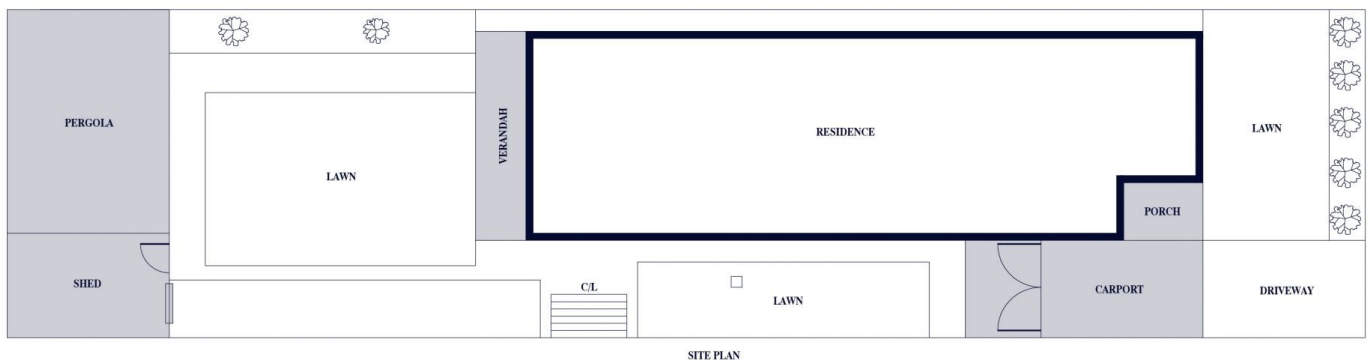 PERGOLA
VERANDAH
RESIDENCE
LAWN
LAWN
PORCH
SHED
C/L
LAWN
CARPORT
DRIVEWAY
SITE PLAN